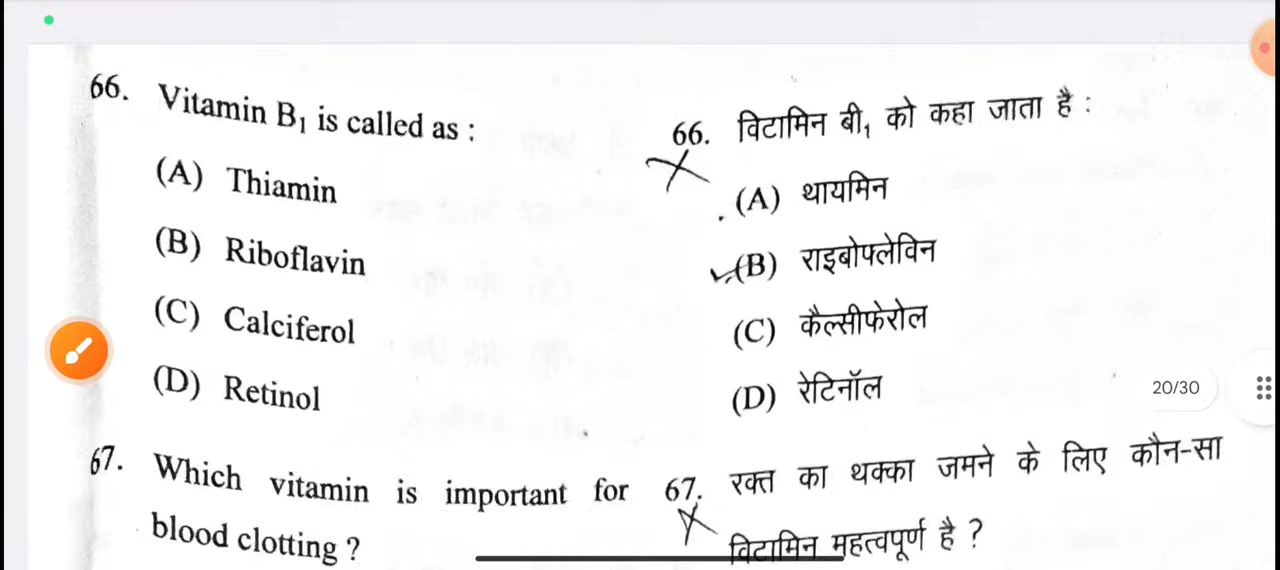 66. Vitamin B₁ is called as :
(A) Thiamin
(B) Riboflavin
(C) Calciferol
(D) Retinol
67. Which vitamin is important for
blood clotting ?
66. विटामिन बी₁ को कहा जाता है :
(A) थायमिन
(B) राइबोफ्लेविन
(C) कैल्सीफेरोल
(D) रेटिनॉल
67. रक्त का थक्का जमने के लिए कौन-सा
विटामिन महत्वपूर्ण है ?
20/30